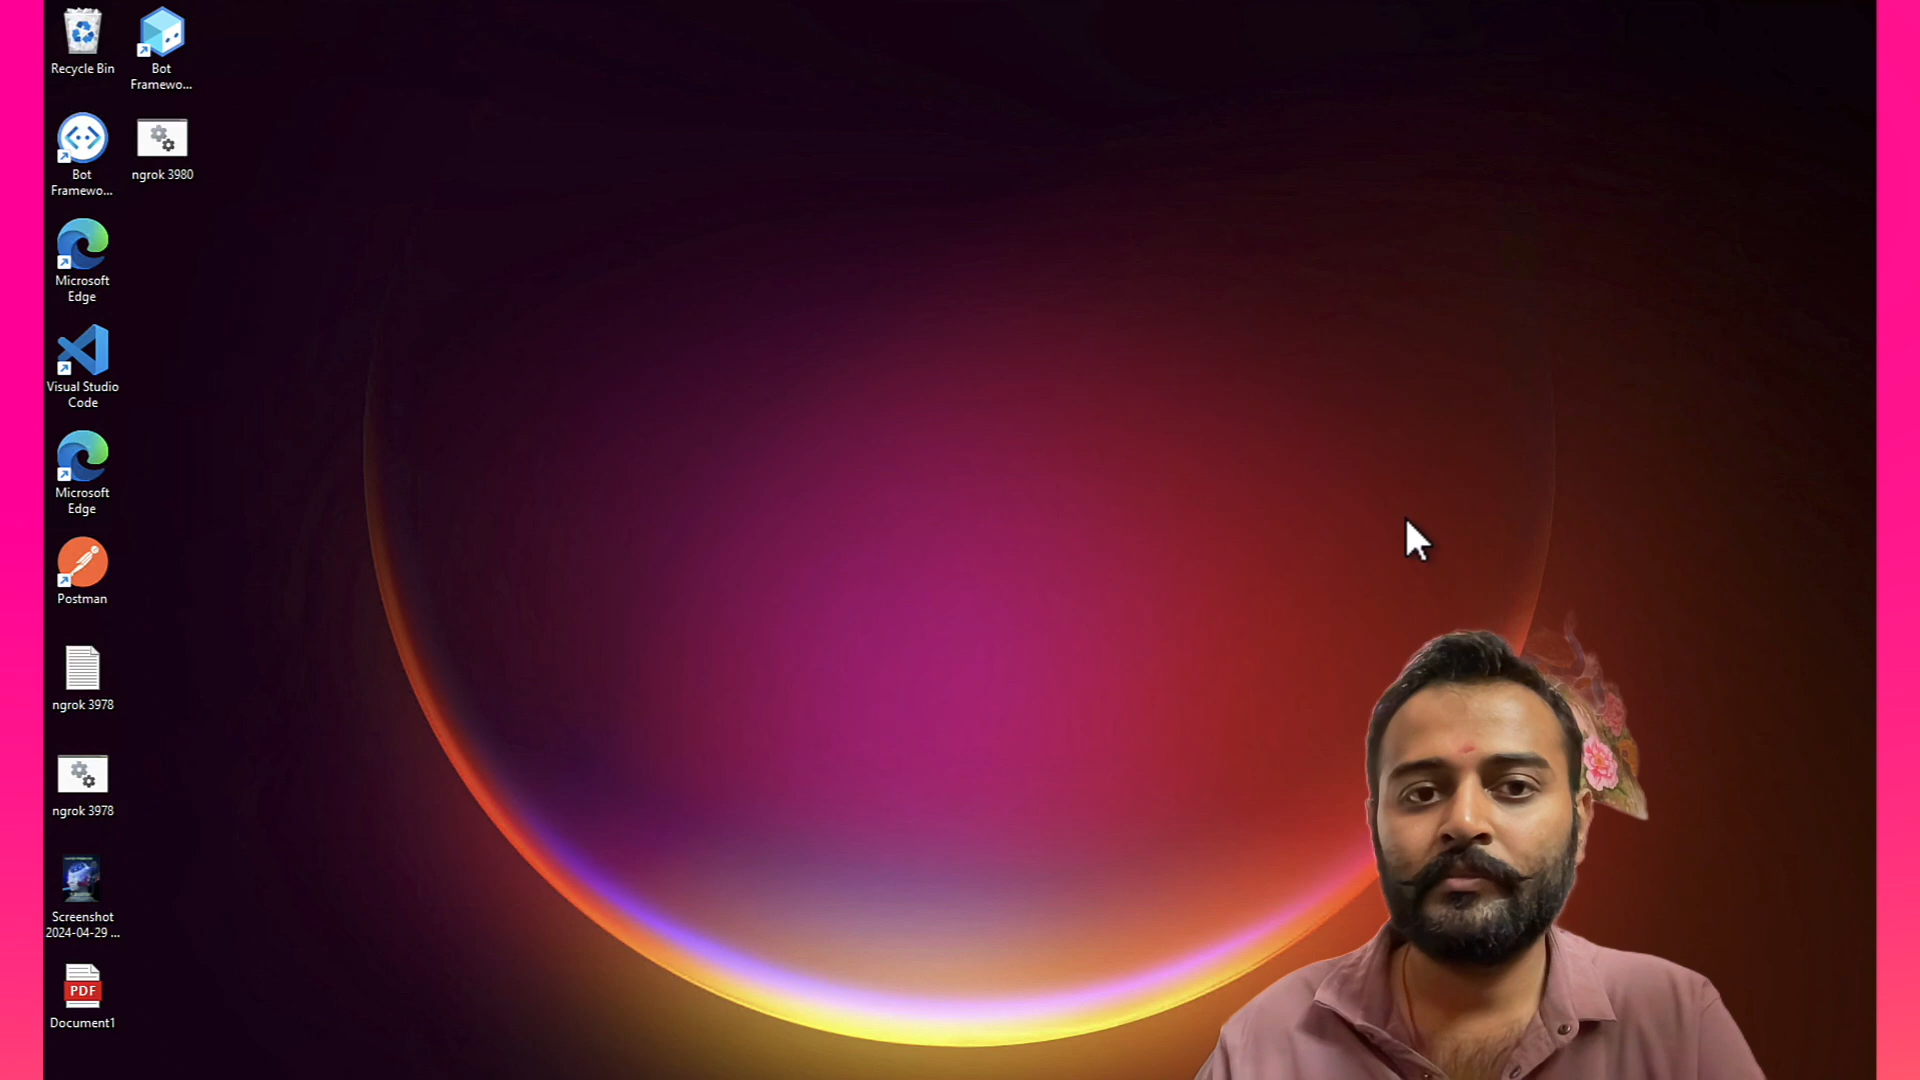 Recycle Bin
Bot
Framewo...
Bot
Framewo...
ngrok 3980
Microsoft
Edge
Visual Studio
Code
Microsoft
Edge
Postman
ngrok 3978
ngrok 3978
Screenshot
2024-04-29 ...
PDF
Document1